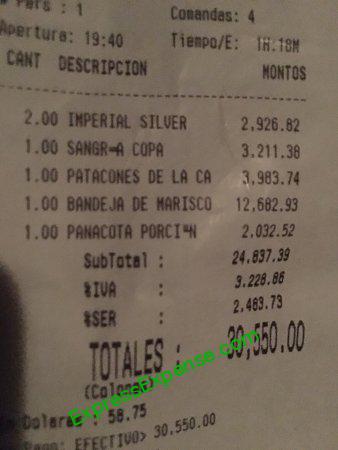 # Pers : 1
Comandas: 4
Apertura: 19:40
Tiempo/E: 1H.18M
CANT DESCRIPCION MONTOS
2.00 IMPERIAL SILVER 2,926.82
1.00 SANGR-A COPA 3.211.38
1.00 PATACONES DE LA CA 3,983.74
1.00 BANDEJA DE MARISCO 12,682.93
1.00 PANACOTA PORCI"N 2.032.52
SubTotal : 24,837.39
%IVA : 3.228.86
%SER : 2,483.73
TOTALES : 30,550.00
(Colones)
ExpressExpense.com
Dolares : 58.75
Pago: EFECTIVO> 30,550.00